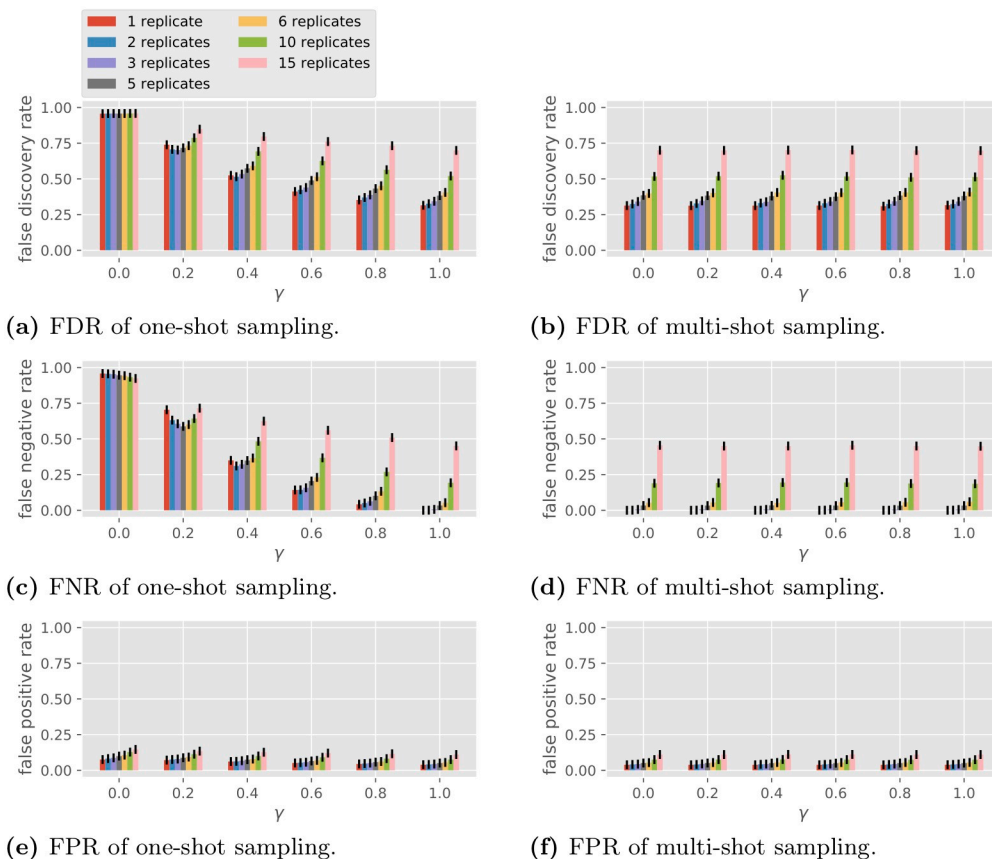 1 replicate
2 replicates
3 replicates
5 replicates
6 replicates
10 replicates
15 replicates
false discovery rate
1.00
0.75
0.50
0.25
0.00
0.0 0.2 0.4 0.6 0.8 1.0
γ
(a) FDR of one-shot sampling.
false discovery rate
1.00
0.75
0.50
0.25
0.00
0.0 0.2 0.4 0.6 0.8 1.0
γ
(b) FDR of multi-shot sampling.
false negative rate
1.00
0.75
0.50
0.25
0.00
0.0 0.2 0.4 0.6 0.8 1.0
γ
(c) FNR of one-shot sampling.
false negative rate
1.00
0.75
0.50
0.25
0.00
0.0 0.2 0.4 0.6 0.8 1.0
γ
(d) FNR of multi-shot sampling.
false positive rate
1.00
0.75
0.50
0.25
0.00
0.0 0.2 0.4 0.6 0.8 1.0
γ
(e) FPR of one-shot sampling.
false positive rate
1.00
0.75
0.50
0.25
0.00
0.0 0.2 0.4 0.6 0.8 1.0
γ
(f) FPR of multi-shot sampling.